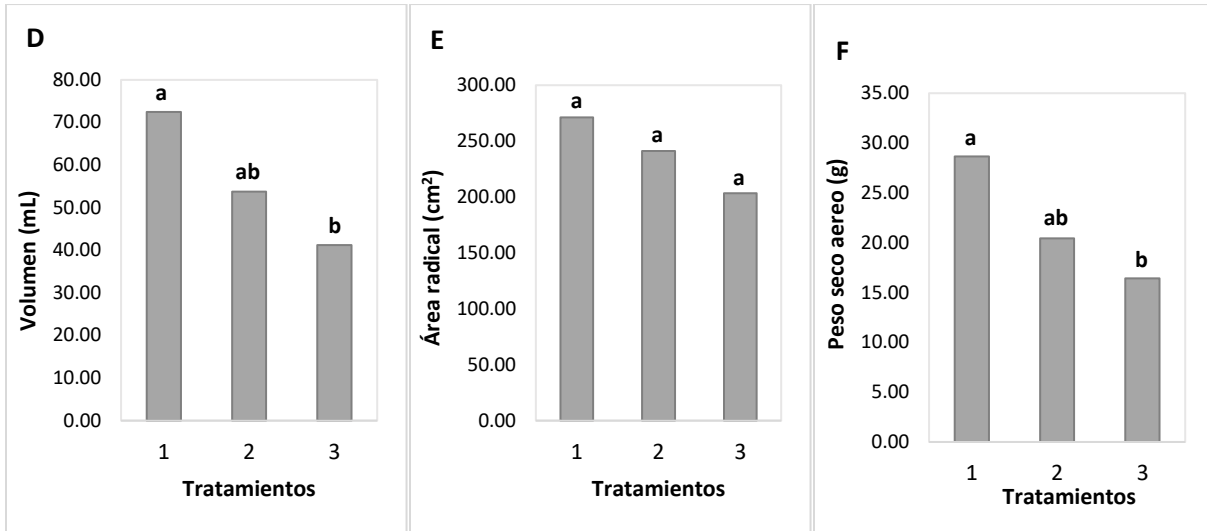 D
Volumen (mL)
80.00
70.00
60.00
50.00
40.00
30.00
20.00
10.00
0.00
a
ab
b
1 2 3
Tratamientos
E
Área radical (cm²)
300.00
250.00
200.00
150.00
100.00
50.00
0.00
a
a
a
1 2 3
Tratamientos
F
Peso seco aereo (g)
35.00
30.00
25.00
20.00
15.00
10.00
5.00
0.00
a
ab
b
1 2 3
Tratamientos